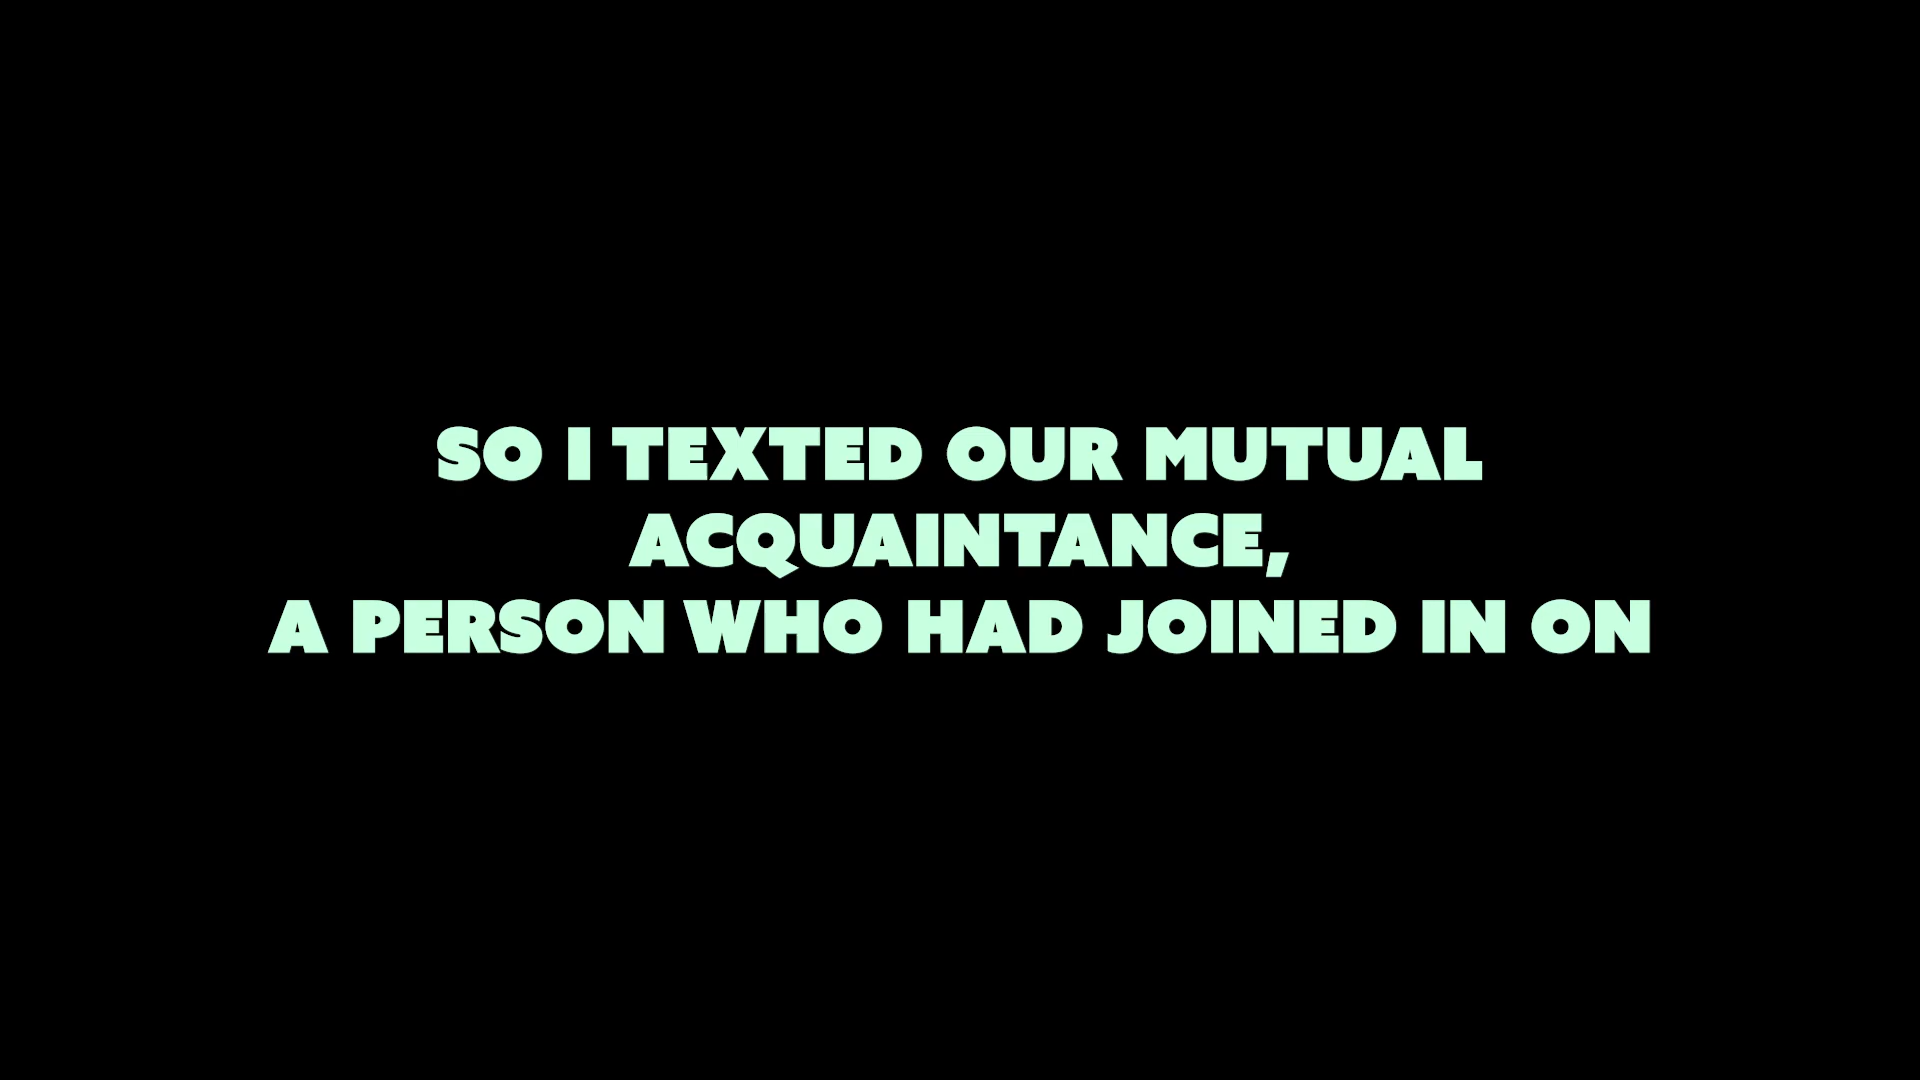 SO I TEXTED OUR MUTUAL
ACQUAINTANCE,
A PERSON WHO HAD JOINED IN ON